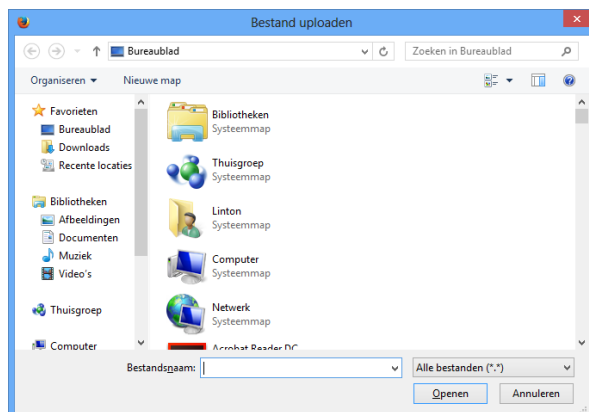 Bestand uploaden
Bureaublad
Zoeken in Bureaublad
Organiseren
Nieuwe map
Favorieten
Bureaublad
Downloads
Recente locaties
Bibliotheken
Afbeeldingen
Documenten
Muziek
Video's
Thuisgroep
Computer
Bibliotheken
Systeemmap
Thuisgroep
Systeemmap
Linton
Systeemmap
Computer
Systeemmap
Netwerk
Systeemmap
Acrobat Reader DC
Bestandsnaam:
Alle bestanden (*.*)
Openen
Annuleren